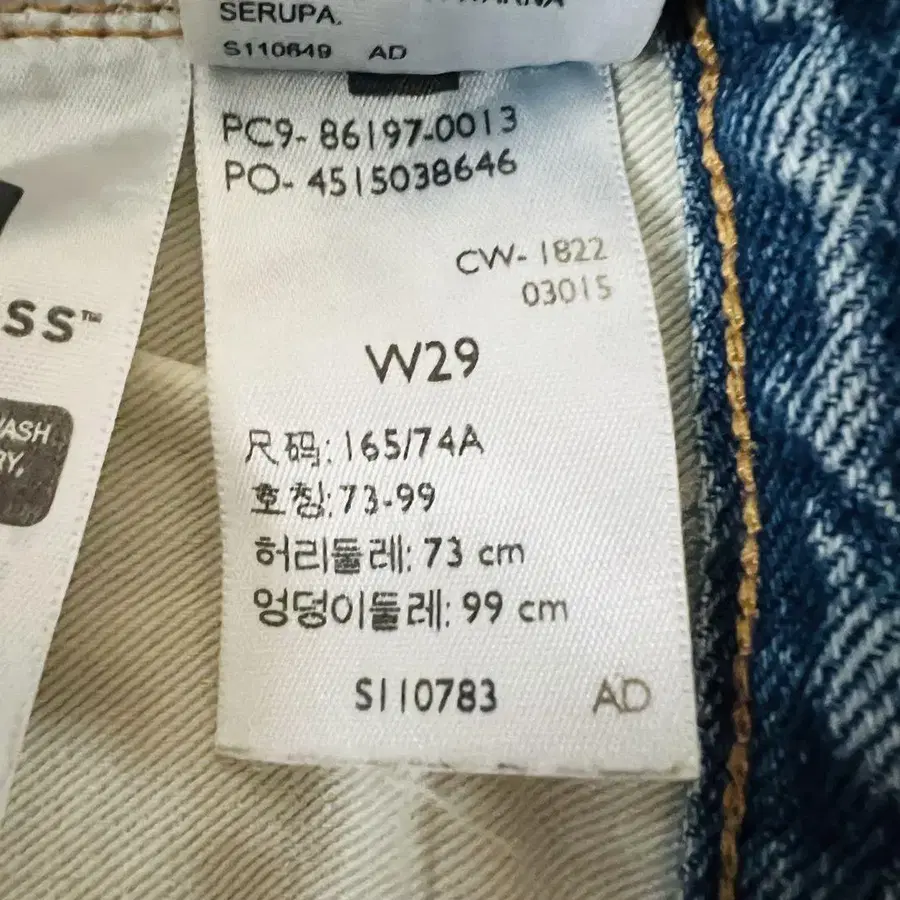 SERUPA.
S110649 AD
PC9-86197-0013
PO-4515038646
CW-1822
03015
W29
尺码: 165/74A
호칭: 73-99
허리둘레: 73 cm
엉덩이둘레: 99 cm
S110783 AD
SS™